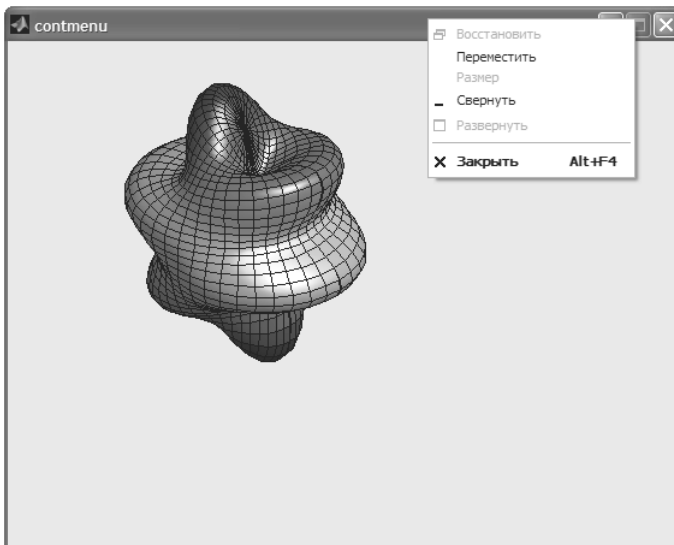 contmenu
Восстановить
Переместить
Размер
Свернуть
Развернуть
Закрыть Alt+F4